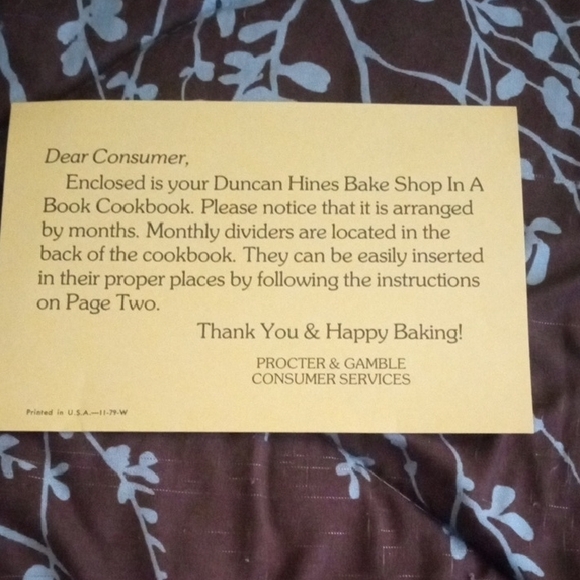 Dear Consumer,
Enclosed is your Duncan Hines Bake Shop In A
Book Cookbook. Please notice that it is arranged
by months. Monthly dividers are located in the
back of the cookbook. They can be easily inserted
in their proper places by following the instructions
on Page Two.
Thank You & Happy Baking!
PROCTER & GAMBLE
CONSUMER SERVICES
Printed in U.S.A.—11-79-W